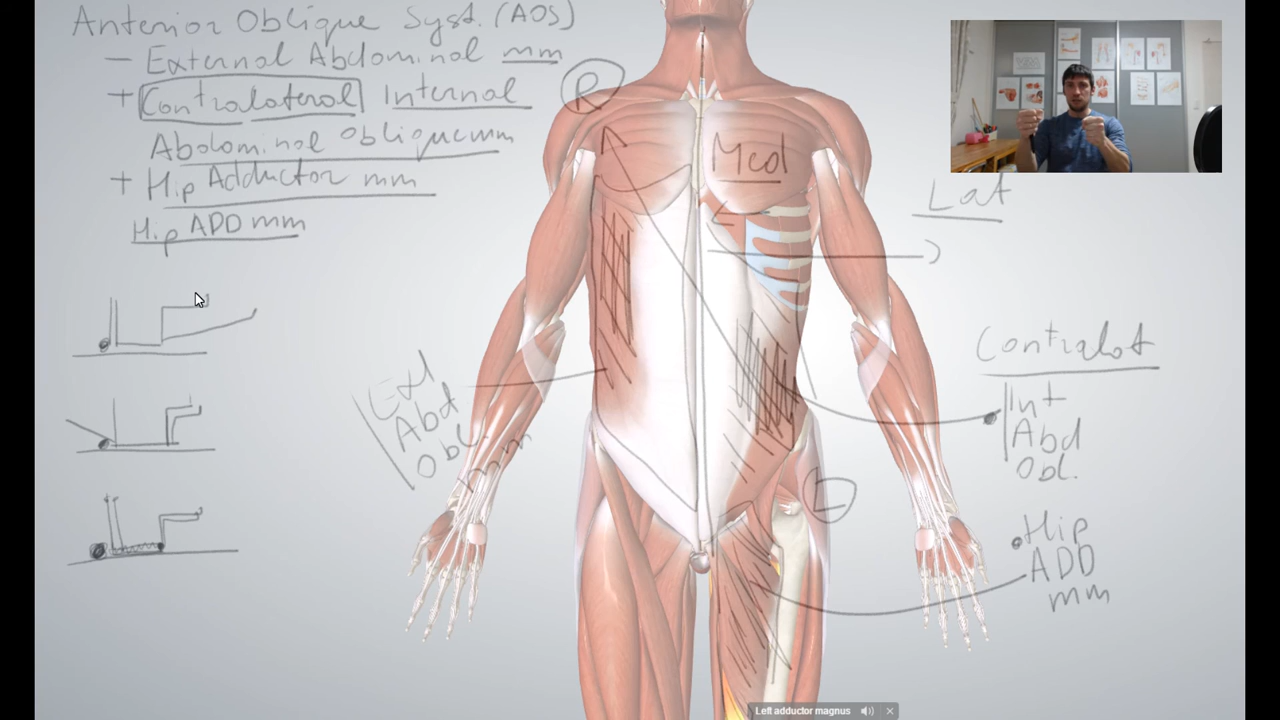 Anterior Oblique Syst. (AOS)
- External Abdominal mm
+ Contralateral Internal
Abdominal Oblique mm
+ Hip Adductor mm
Hip ADD mm
R
Med
Lat
Ext
Abd
Obl.
mm
Contralat
Int
Abd
Obl.
L
Hip
ADD
mm
Left adductor magnus